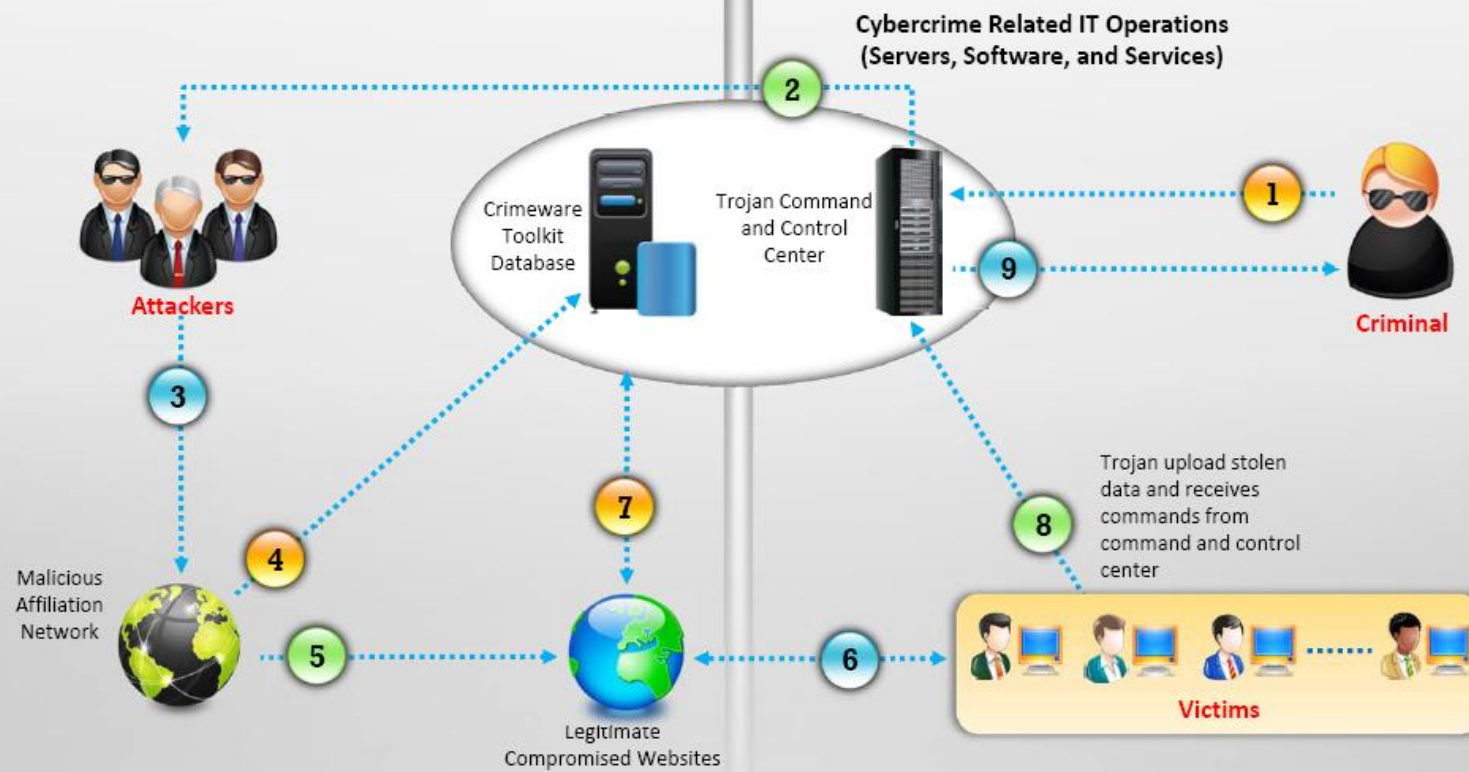 Cybercrime Related IT Operations
(Servers, Software, and Services)
2
1
Crimeware
Toolkit
Database
Trojan Command
and Control
Center
9
Attackers
Criminal
3
7
8
Trojan upload stolen
data and receives
commands from
command and control
center
4
Malicious
Affiliation
Network
5
6
Victims
Legitimate
Compromised Websites